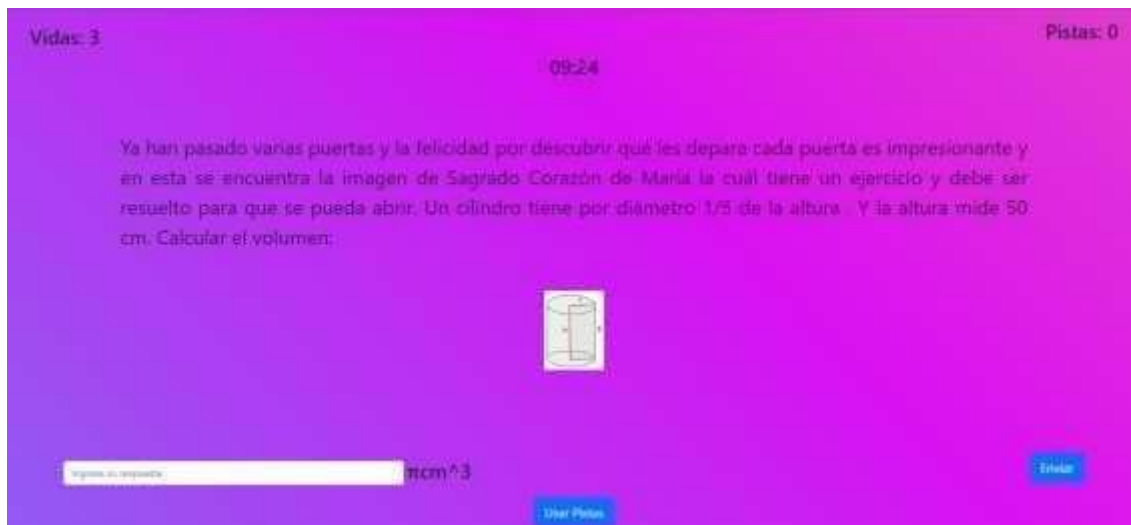 Vidas: 3
Pistas: 0
09:24
Ya han pasado varias puertas y la felicidad por descubrir qué les depara cada puerta es impresionante y
en esta se encuentra la imagen de Sagrado Corazón de María la cuál tiene un ejercicio y debe ser
resuelto para que se pueda abrir. Un cilindro tiene por diámetro 1/5 de la altura . Y la altura mide 50
cm. Calcular el volumen:
Ingrese su respuesta
πcm^3
Enviar
Usar Pistas